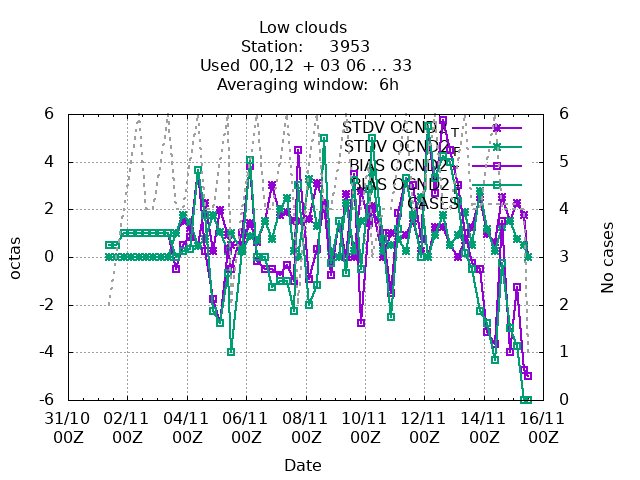 Low clouds
Station: 3953
Used 00,12 + 03 06 ... 33
Averaging window: 6h
STDV OCND
STDV OCND2
BIAS OCND
BIAS OCND2
CASES
6
4
2
0
-2
-4
-6
6
5
4
3
2
1
0
octas
No cases
31/10 02/11 04/11 06/11 08/11 10/11 12/11 14/11 16/11
00Z 00Z 00Z 00Z 00Z 00Z 00Z 00Z 00Z
Date